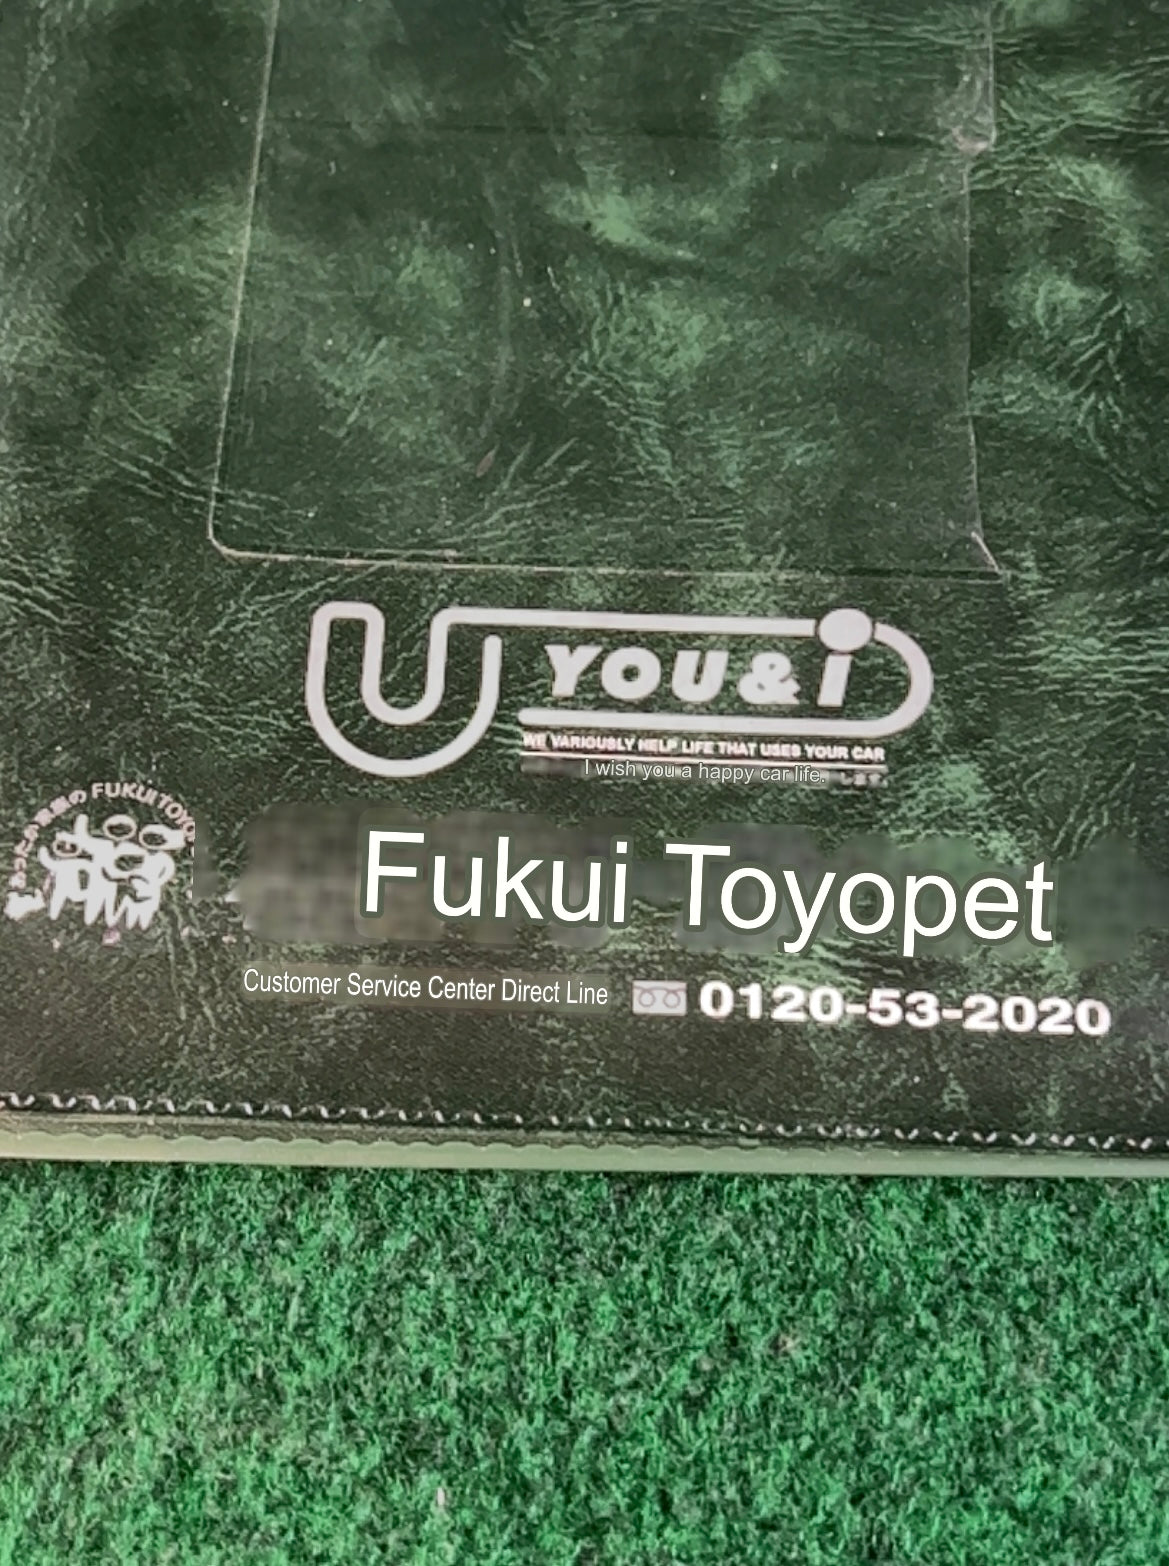 U YOU & i
WE VARIOUSLY HELP LIFE THAT USES YOUR CAR
I wish you a happy car life.
FUKUI TOYO
Fukui Toyopet
Customer Service Center Direct Line 0120-53-2020